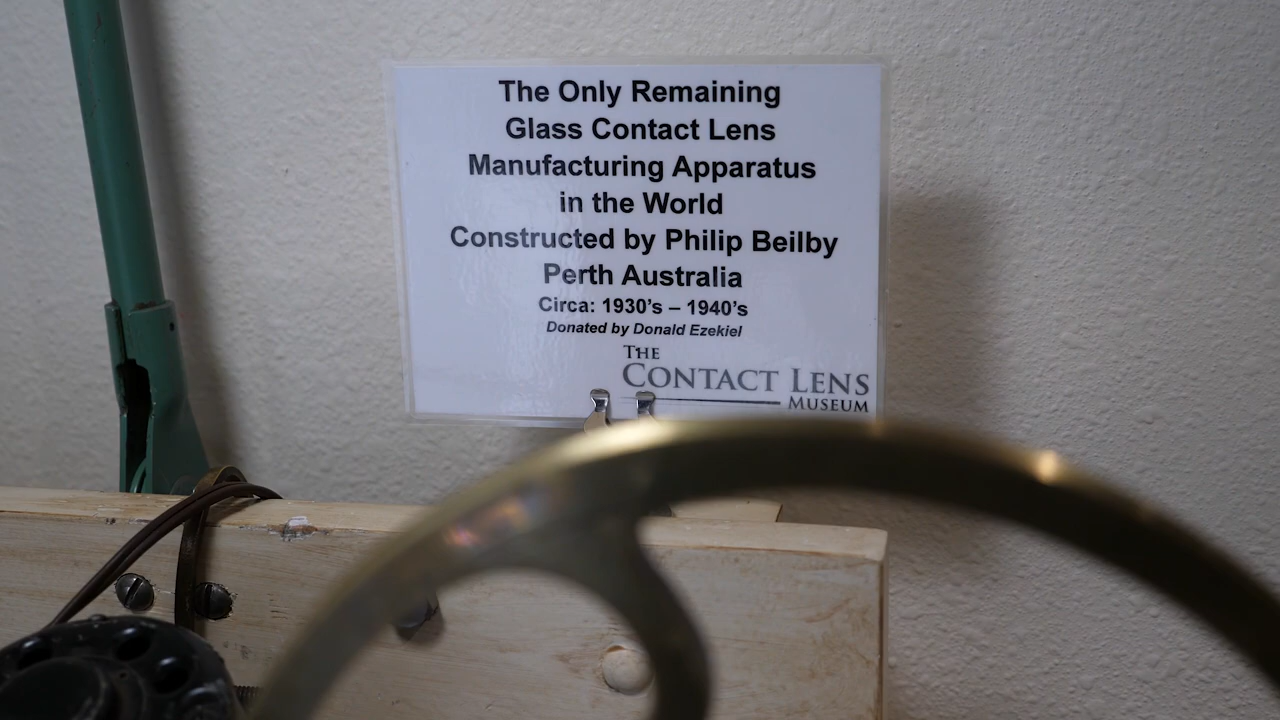 The Only Remaining
Glass Contact Lens
Manufacturing Apparatus
in the World
Constructed by Philip Beilby
Perth Australia
Circa: 1930’s – 1940’s
Donated by Donald Ezekiel
THE
CONTACT LENS
MUSEUM